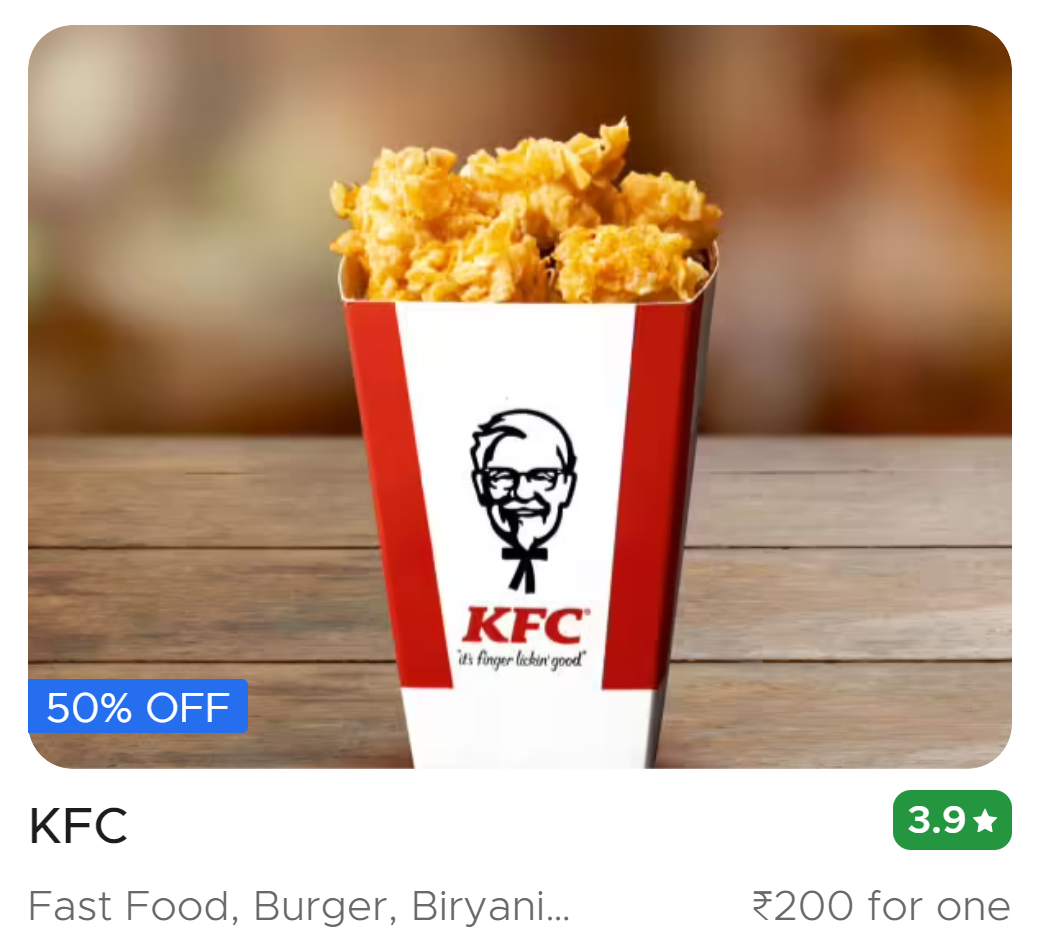 KFC
"it's finger lickin' good"
50% OFF
KFC
3.9★
Fast Food, Burger, Biryani...
₹200 for one